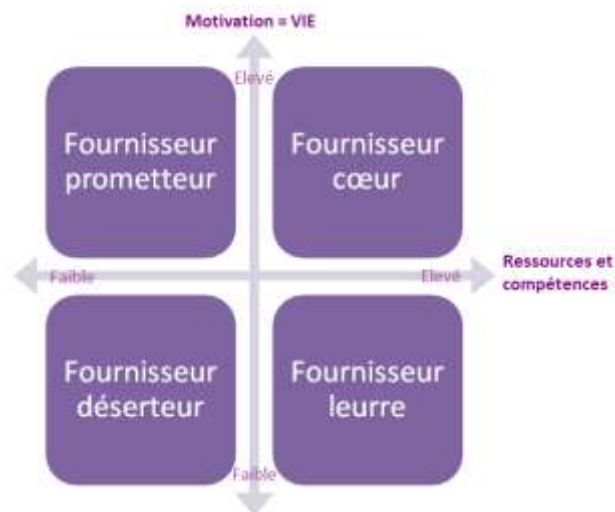 Motivation = VIE
Elevé
Fournisseur
prometteur
Fournisseur
cœur
Faible
Elevé
Ressources et
compétences
Fournisseur
déserteur
Fournisseur
leurre
Faible